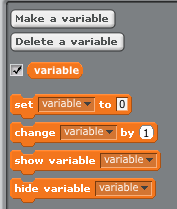 Make a variable
Delete a variable
variable
set variable to 0
change variable by 1
show variable variable
hide variable variable